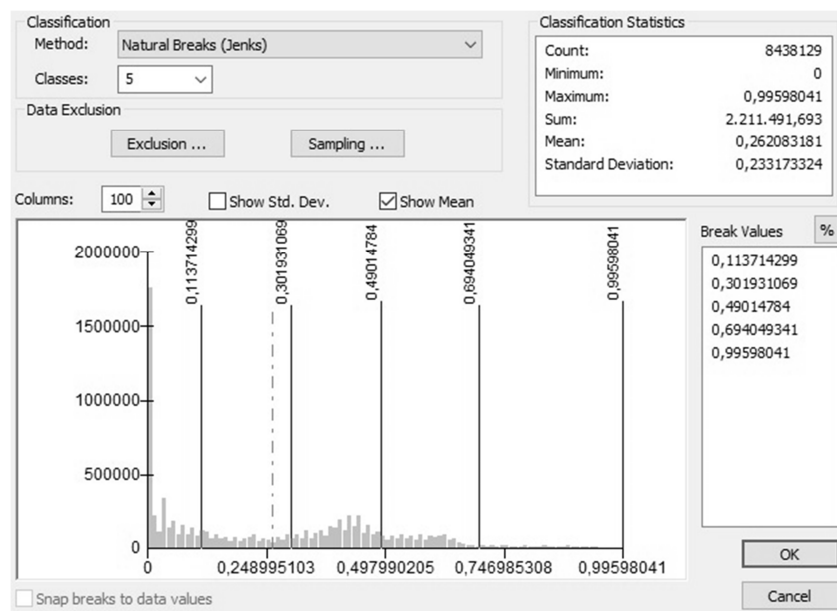 Classification
Method: Natural Breaks (Jenks)
Classes: 5
Data Exclusion
Exclusion ... Sampling ...
Classification Statistics
Count: 8438129
Minimum: 0
Maximum: 0,99598041
Sum: 2.211.491,693
Mean: 0,262083181
Standard Deviation: 0,233173324
Columns: 100 Show Std. Dev. Show Mean
Break Values %
0,113714299
0,301931069
0,49014784
0,694049341
0,99598041
0,113714299
0,301931069
0,49014784
0,694049341
0,99598041
2000000
1500000
1000000
500000
0
0 0,248995103 0,497990205 0,746985308 0,99598041
OK
Cancel
Snap breaks to data values